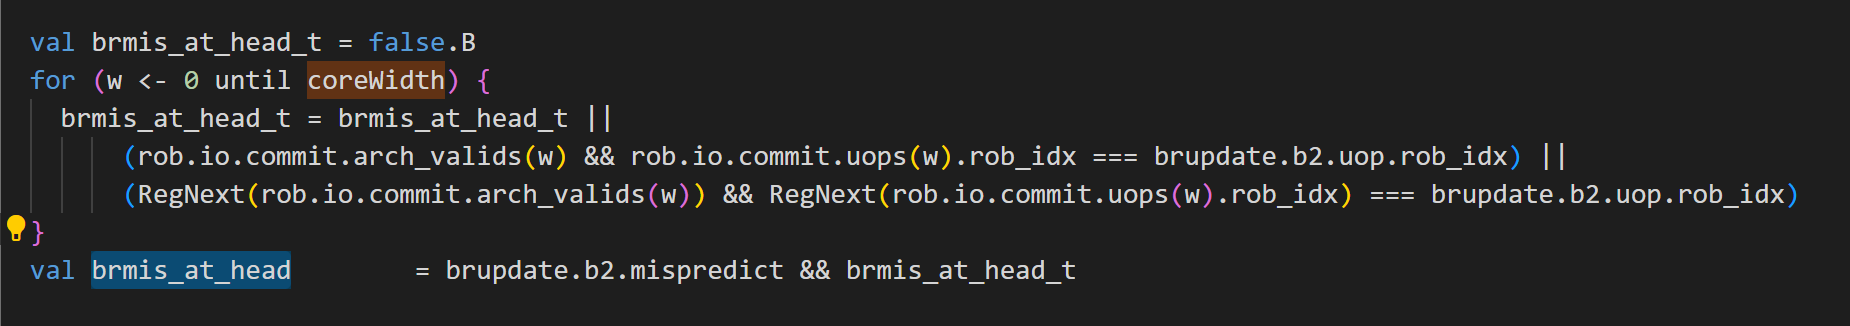 val brmis_at_head_t = false.B
for (w <- 0 until coreWidth) {
  brmis_at_head_t = brmis_at_head_t ||
      (rob.io.commit.arch_valids(w) && rob.io.commit.uops(w).rob_idx === brupdate.b2.uop.rob_idx) ||
      (RegNext(rob.io.commit.arch_valids(w)) && RegNext(rob.io.commit.uops(w).rob_idx) === brupdate.b2.uop.rob_idx)
}
val brmis_at_head        = brupdate.b2.mispredict && brmis_at_head_t